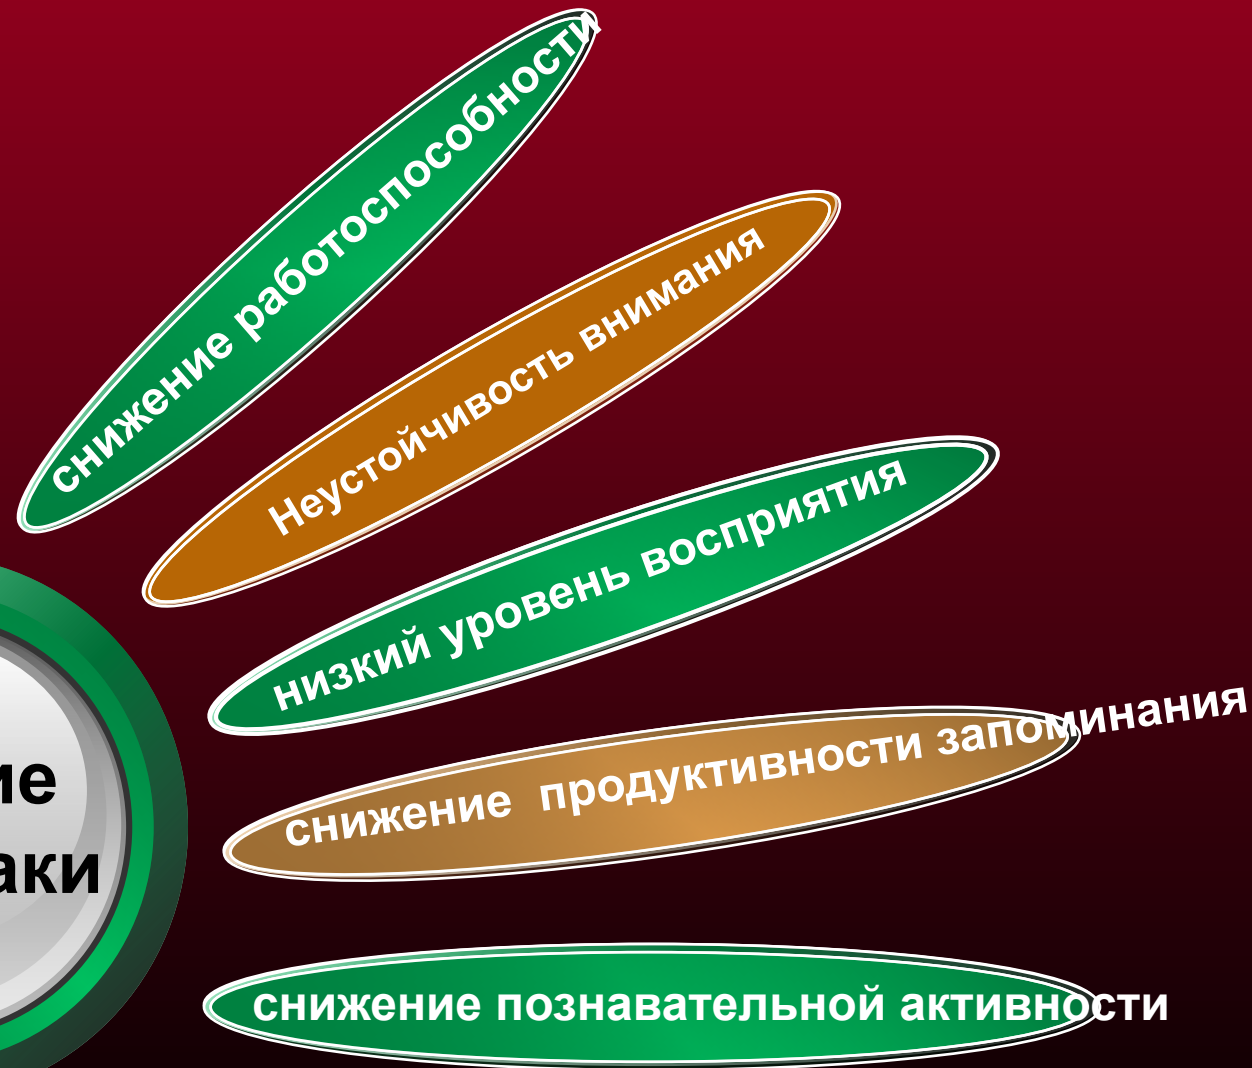 снижение работоспособности
Неустойчивость внимания
низкий уровень восприятия
снижение продуктивности запоминания
ие
аки
снижение познавательной активности